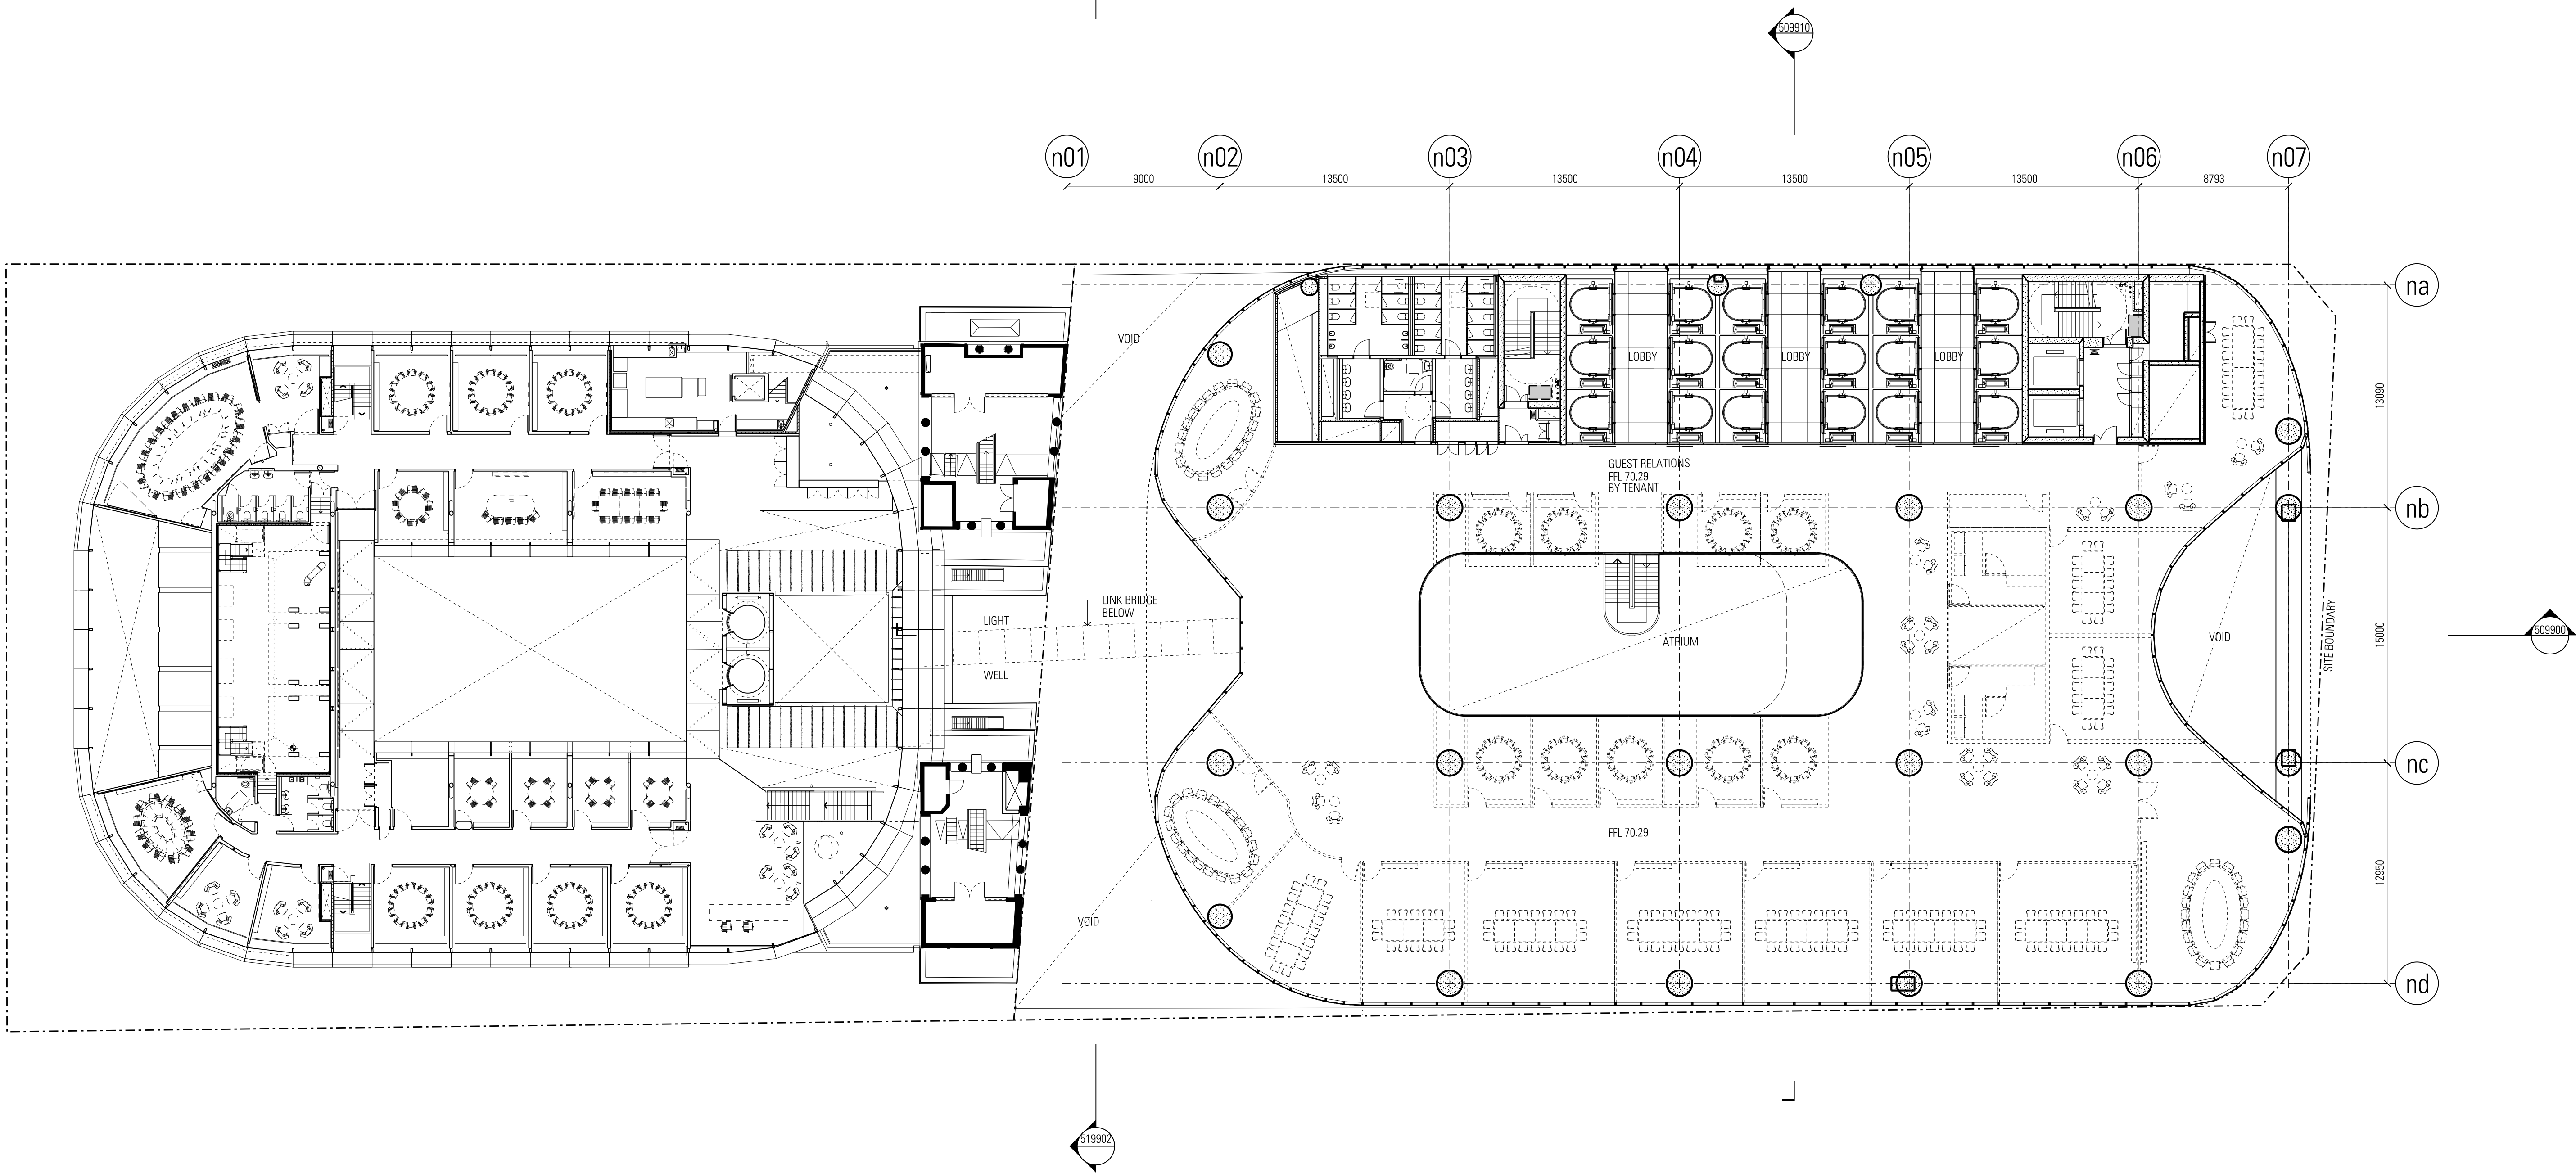 509910
n01
n02
n03
n04
n05
n06
n07
9000
13500
13500
13500
13500
8793
na
VOID
LOBBY
LOBBY
LOBBY
13090
GUEST RELATIONS
FFL 70.29
BY TENANT
nb
LINK BRIDGE
BELOW
LIGHT
WELL
ATRIUM
VOID
SITE BOUNDARY
15000
509900
nc
FFL 70.29
12950
VOID
nd
519902